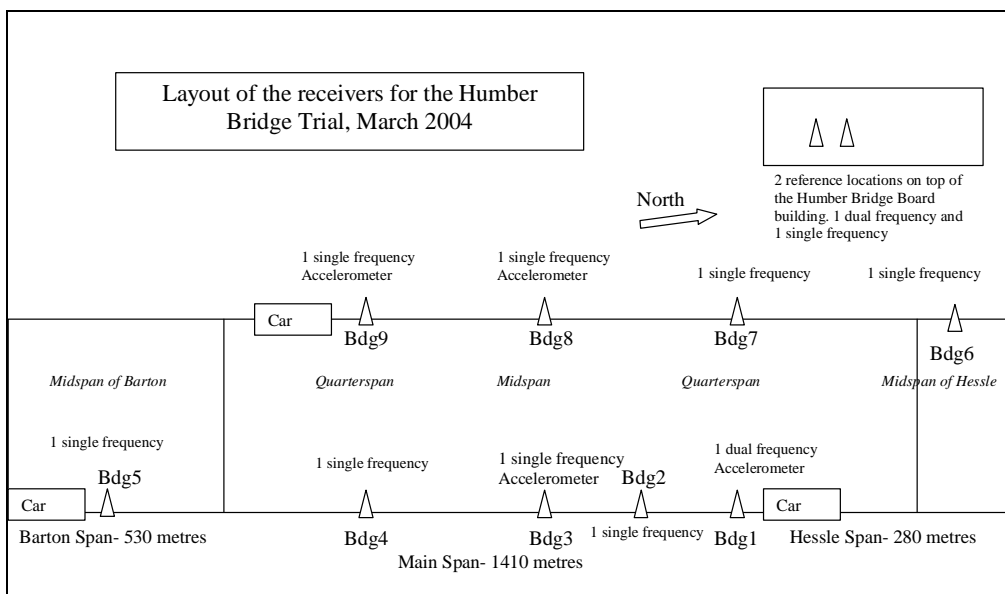 Layout of the receivers for the Humber
Bridge Trial, March 2004
2 reference locations on top of
the Humber Bridge Board
building. 1 dual frequency and
1 single frequency
North
1 single frequency
Accelerometer
1 single frequency
Accelerometer
1 single frequency
1 single frequency
Car
Bdg9
Bdg8
Bdg7
Bdg6
Midspan of Barton
Quarterspan
Midspan
Quarterspan
Midspan of Hessle
1 single frequency
Bdg5
1 single frequency
1 single frequency
Accelerometer
Bdg2
1 dual frequency
Accelerometer
Car
Car
Barton Span- 530 metres
Bdg4
Bdg3
1 single frequency
Bdg1
Hessle Span- 280 metres
Main Span- 1410 metres